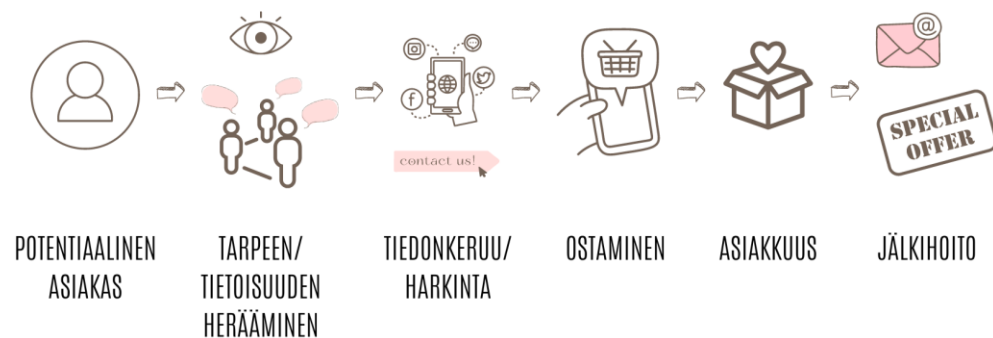 @
f
contact us!
SPECIAL
OFFER
POTENTIAALINEN
ASIAKAS
TARPEEN/
TIETOISUUDEN
HERÄÄMINEN
TIEDONKERUU/
HARKINTA
OSTAMINEN
ASIAKKUUS
JÄLKIHOITO